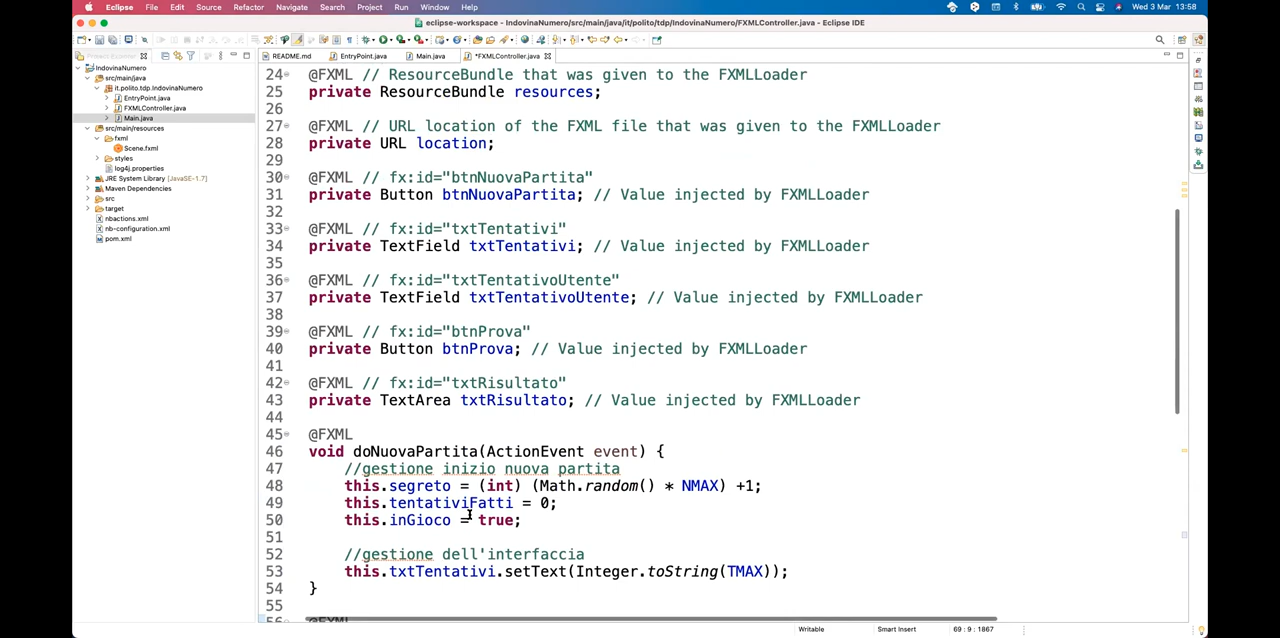 Eclipse File Edit Source Refactor Navigate Search Project Run Window Help Wed 3 Mar 13:58
eclipse-workspace - IndovinaNumero/src/main/java/it/polito/tdp/IndovinaNumero/FXMLController.java - Eclipse IDE
Project Explorer README.md EntryPoint.java Main.java *FXMLController.java
IndovinaNumero
src/main/java
it.polito.tdp.IndovinaNumero
EntryPoint.java
FXMLController.java
Main.java
src/main/resources
fxml
Scene.fxml
styles
log4j.properties
JRE System Library [JavaSE-1.7]
Maven Dependencies
src
target
nbactions.xml
nb-configuration.xml
pom.xml
24 @FXML // ResourceBundle that was given to the FXMLLoader
25 private ResourceBundle resources;
26
27 @FXML // URL location of the FXML file that was given to the FXMLLoader
28 private URL location;
29
30 @FXML // fx:id="btnNuovaPartita"
31 private Button btnNuovaPartita; // Value injected by FXMLLoader
32
33 @FXML // fx:id="txtTentativi"
34 private TextField txtTentativi; // Value injected by FXMLLoader
35
36 @FXML // fx:id="txtTentativoUtente"
37 private TextField txtTentativoUtente; // Value injected by FXMLLoader
38
39 @FXML // fx:id="btnProva"
40 private Button btnProva; // Value injected by FXMLLoader
41
42 @FXML // fx:id="txtRisultato"
43 private TextArea txtRisultato; // Value injected by FXMLLoader
44
45 @FXML
46 void doNuovaPartita(ActionEvent event) {
47 //gestione inizio nuova partita
48 this.segreto = (int) (Math.random() * NMAX) +1;
49 this.tentativiFatti = 0;
50 this.inGioco = true;
51
52 //gestione dell'interfaccia
53 this.txtTentativi.setText(Integer.toString(TMAX));
54 }
55
56 @FXML
Writable Smart Insert 69 : 9 : 1867